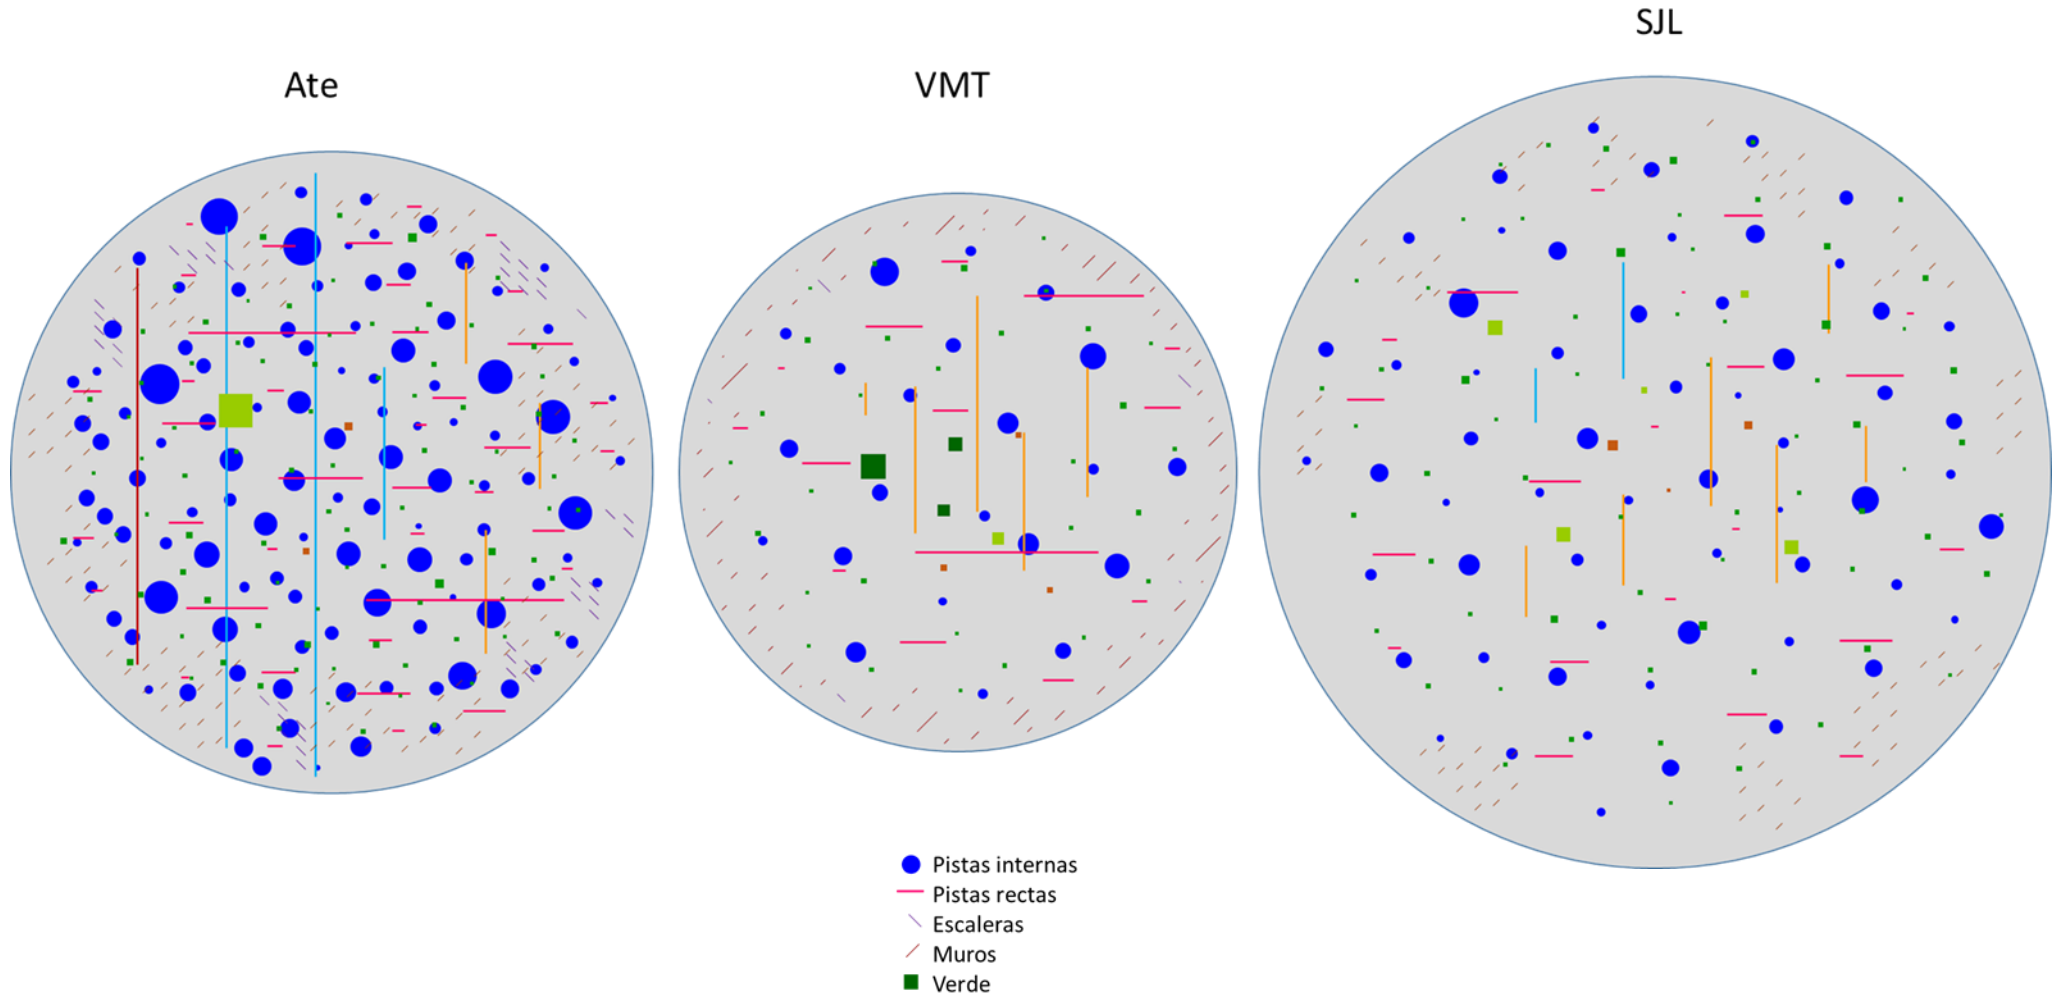 SJL
Ate
VMT
Pistas internas
Pistas rectas
Escaleras
Muros
Verde